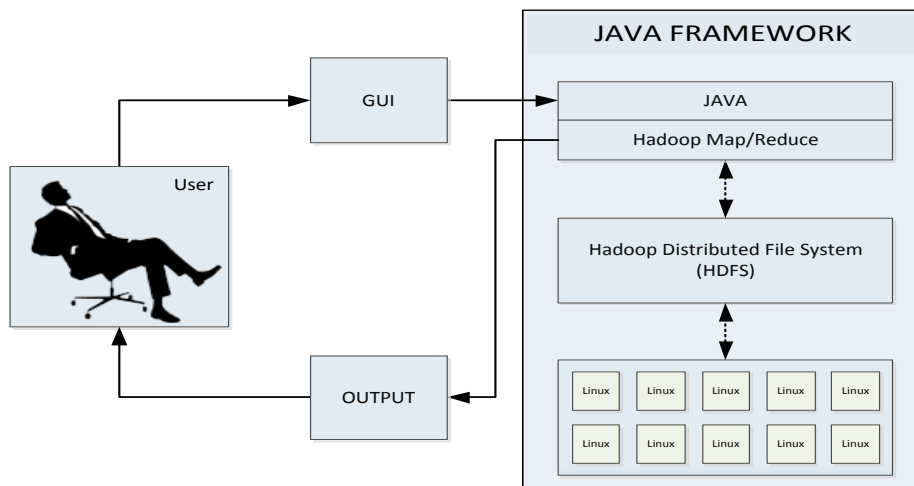 JAVA FRAMEWORK
GUI
JAVA
Hadoop Map/Reduce
User
Hadoop Distributed File System
(HDFS)
OUTPUT
Linux Linux Linux Linux Linux
Linux Linux Linux Linux Linux